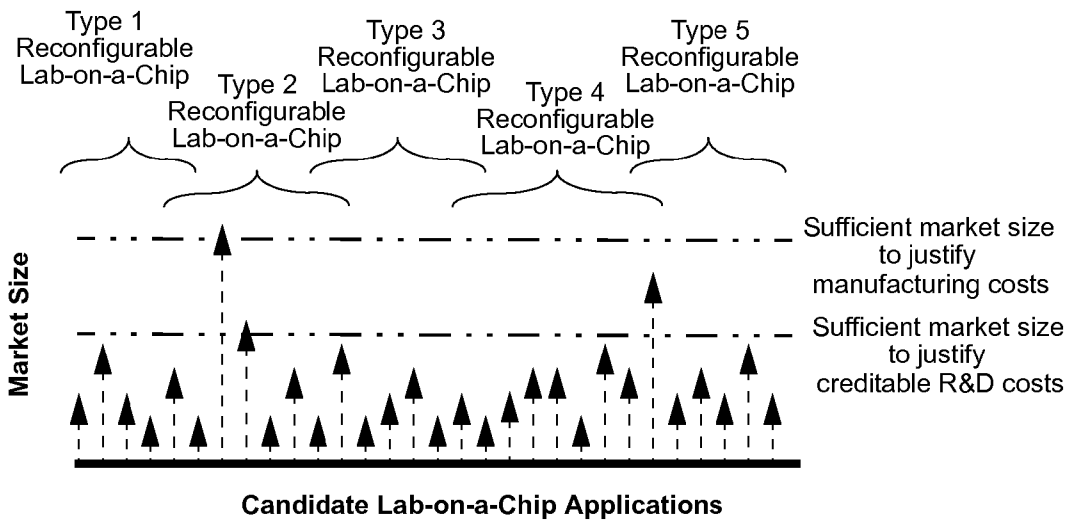 Type 1
Reconfigurable
Lab-on-a-Chip
Type 2
Reconfigurable
Lab-on-a-Chip
Type 3
Reconfigurable
Lab-on-a-Chip
Type 4
Reconfigurable
Lab-on-a-Chip
Type 5
Reconfigurable
Lab-on-a-Chip
Sufficient market size
to justify
manufacturing costs
Sufficient market size
to justify
creditable R&D costs
Market Size
Candidate Lab-on-a-Chip Applications